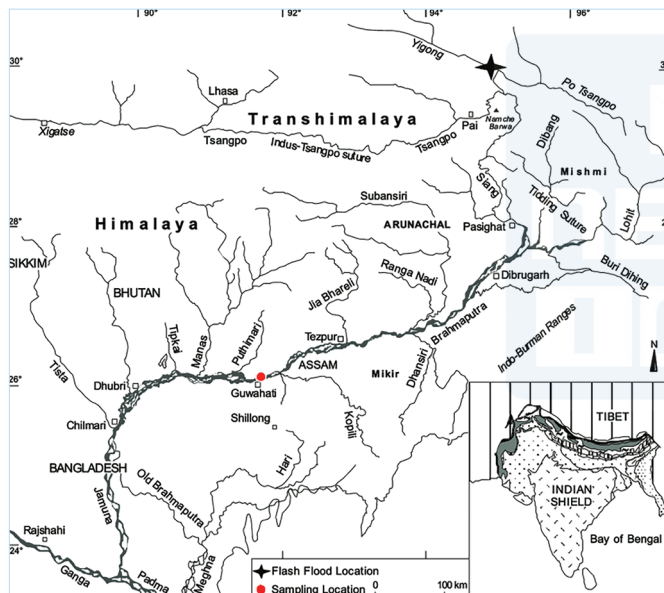 90° 92° 94° 96°
30°
Yigong
Po Tsangpo
Lhasa
Transhimalaya
Xigatse
Tsangpo
Indus-Tsangpo suture
Tsangpo
Pai
Namche
Barwa
Dibang
Mishmi
Siang
Tidding Suture
Lohit
Subansiri
28°
Himalaya
ARUNACHAL
Pasighat
SIKKIM
BHUTAN
Ranga Nadi
Dibrugarh
Buri Dihing
Jia Bhareli
Tista
Tipkai
Manas
Puthimari
Tezpur
Brahmaputra
Indo-Burman Ranges
ASSAM
Mikir
Dhansiri
N
26°
Dhubri
Guwahati
Chilmari
Shillong
Kopili
Hari
TIBET
BANGLADESH
Old Brahmaputra
Jamuna
INDIAN
SHIELD
Bay of Bengal
24°
Rajshahi
Ganga
Padma
Meghna
Flash Flood Location
Sampling Location
0 100 km